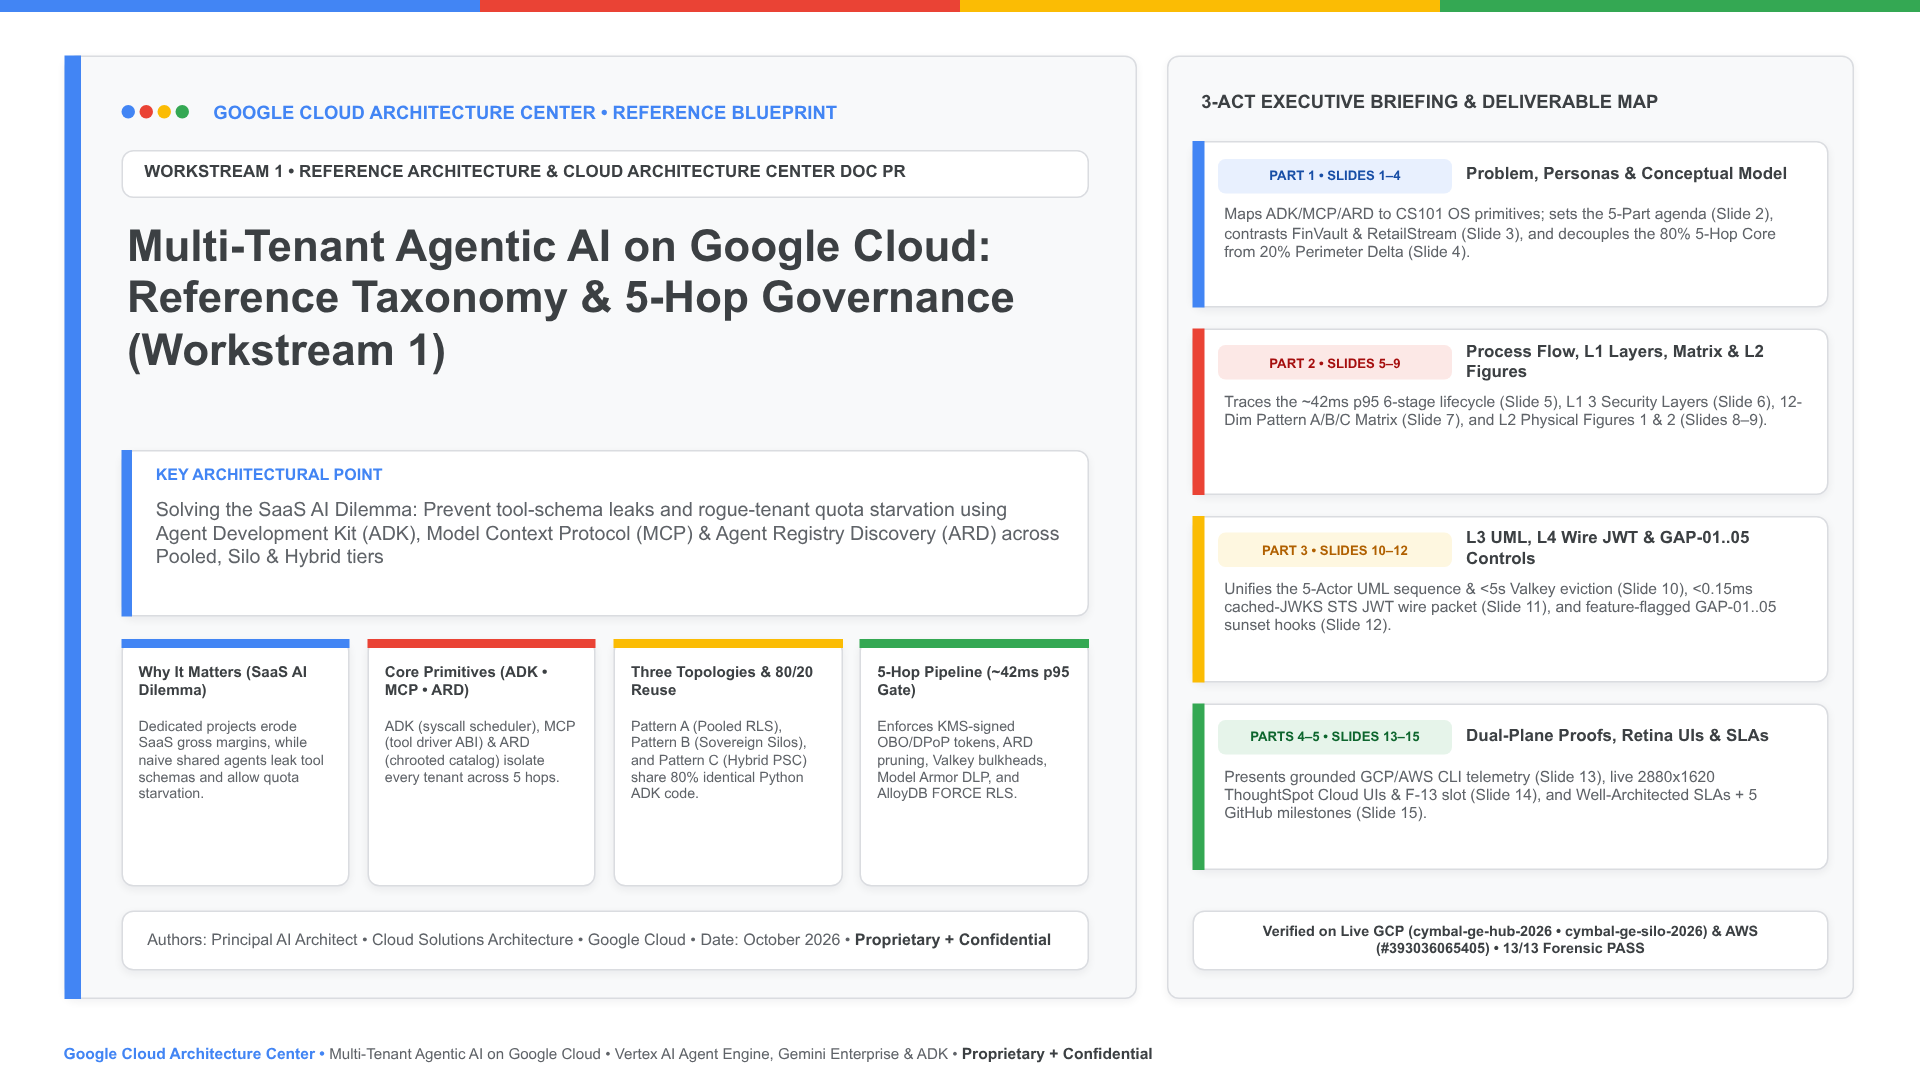 GOOGLE CLOUD ARCHITECTURE CENTER • REFERENCE BLUEPRINT
WORKSTREAM 1 • REFERENCE ARCHITECTURE & CLOUD ARCHITECTURE CENTER DOC PR
Multi-Tenant Agentic AI on Google Cloud:
Reference Taxonomy & 5-Hop Governance
(Workstream 1)
KEY ARCHITECTURAL POINT
Solving the SaaS AI Dilemma: Prevent tool-schema leaks and rogue-tenant quota starvation using
Agent Development Kit (ADK), Model Context Protocol (MCP) & Agent Registry Discovery (ARD) across
Pooled, Silo & Hybrid tiers
Why It Matters (SaaS AI
Dilemma)
Dedicated projects erode
SaaS gross margins, while
naive shared agents leak tool
schemas and allow quota
starvation.
Core Primitives (ADK •
MCP • ARD)
ADK (syscall scheduler), MCP
(tool driver ABI) & ARD
(chrooted catalog) isolate
every tenant across 5 hops.
Three Topologies & 80/20
Reuse
Pattern A (Pooled RLS),
Pattern B (Sovereign Silos),
and Pattern C (Hybrid PSC)
share 80% identical Python
ADK code.
5-Hop Pipeline (~42ms p95
Gate)
Enforces KMS-signed
OBO/DPoP tokens, ARD
pruning, Valkey bulkheads,
Model Armor DLP, and
AlloyDB FORCE RLS.
Authors: Principal AI Architect • Cloud Solutions Architecture • Google Cloud • Date: October 2026 • Proprietary + Confidential
3-ACT EXECUTIVE BRIEFING & DELIVERABLE MAP
PART 1 • SLIDES 1–4
Problem, Personas & Conceptual Model
Maps ADK/MCP/ARD to CS101 OS primitives; sets the 5-Part agenda (Slide 2),
contrasts FinVault & RetailStream (Slide 3), and decouples the 80% 5-Hop Core
from 20% Perimeter Delta (Slide 4).
PART 2 • SLIDES 5–9
Process Flow, L1 Layers, Matrix & L2
Figures
Traces the ~42ms p95 6-stage lifecycle (Slide 5), L1 3 Security Layers (Slide 6), 12-
Dim Pattern A/B/C Matrix (Slide 7), and L2 Physical Figures 1 & 2 (Slides 8–9).
PART 3 • SLIDES 10–12
L3 UML, L4 Wire JWT & GAP-01..05
Controls
Unifies the 5-Actor UML sequence & <5s Valkey eviction (Slide 10), <0.15ms
cached-JWKS STS JWT wire packet (Slide 11), and feature-flagged GAP-01..05
sunset hooks (Slide 12).
PARTS 4–5 • SLIDES 13–15
Dual-Plane Proofs, Retina UIs & SLAs
Presents grounded GCP/AWS CLI telemetry (Slide 13), live 2880x1620
ThoughtSpot Cloud UIs & F-13 slot (Slide 14), and Well-Architected SLAs + 5
GitHub milestones (Slide 15).
Verified on Live GCP (cymbal-ge-hub-2026 • cymbal-ge-silo-2026) & AWS
(#393036065405) • 13/13 Forensic PASS
Google Cloud Architecture Center • Multi-Tenant Agentic AI on Google Cloud • Vertex AI Agent Engine, Gemini Enterprise & ADK • Proprietary + Confidential